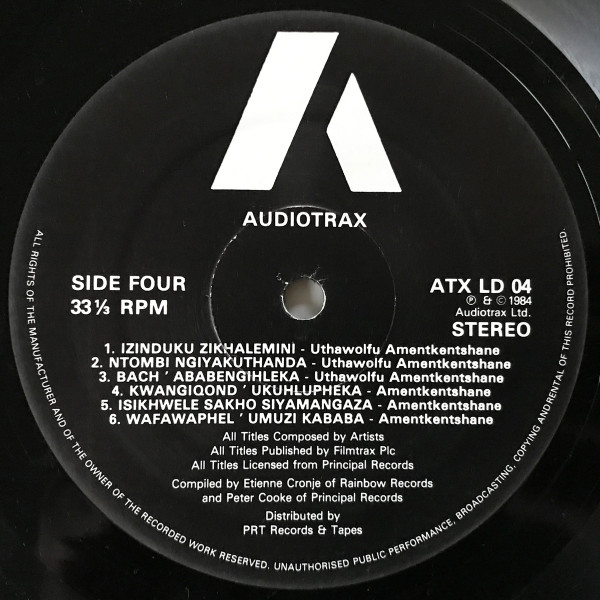 AUDIOTRAX
SIDE FOUR
33⅓ RPM
ATX LD 04
Ⓟ & © 1984
Audiotrax Ltd.
STEREO
1. IZINDUKU ZIKHALEMINI - Uthawolfu Amentkentshane
2. NTOMBI NGIYAKUTHANDA - Uthawolfu Amentkentshane
3. BACH ' ABABENGIHLEKA - Uthawolfu Amentkentshane
4. KWANGIQOND ' UKUHLUPHEKA - Amentkentshane
5. ISIKHWELE SAKHO SIYAMANGAZA - Amentkentshane
6. WAFAWAPHEL ' UMUZI KABABA - Amentkentshane
All Titles Composed by Artists
All Titles Published by Filmtrax Plc
All Titles Licensed from Principal Records
Compiled by Etienne Cronje of Rainbow Records
and Peter Cooke of Principal Records
Distributed by
PRT Records & Tapes
ALL RIGHTS OF THE MANUFACTURER AND OF THE OWNER OF THE RECORDED WORK RESERVED. UNAUTHORISED PUBLIC PERFORMANCE, BROADCASTING, COPYING AND RENTAL OF THIS RECORD PROHIBITED.